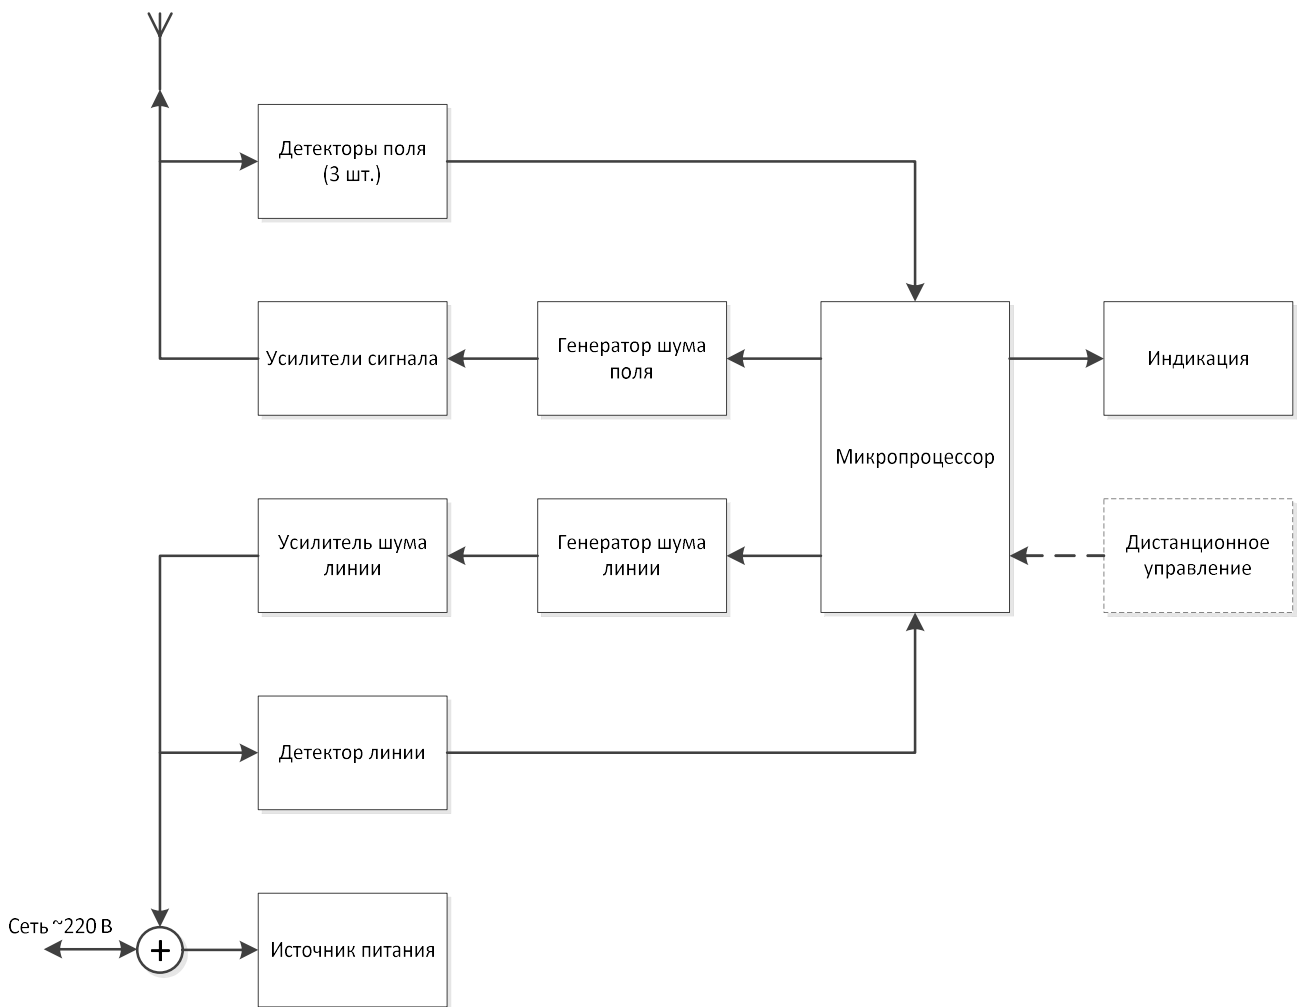 Детекторы поля
(3 шт.)
Усилители сигнала
Генератор шума
поля
Индикация
Микропроцессор
Усилитель шума
линии
Генератор шума
линии
Дистанционное
управление
Детектор линии
Сеть ~220 В
+
Источник питания